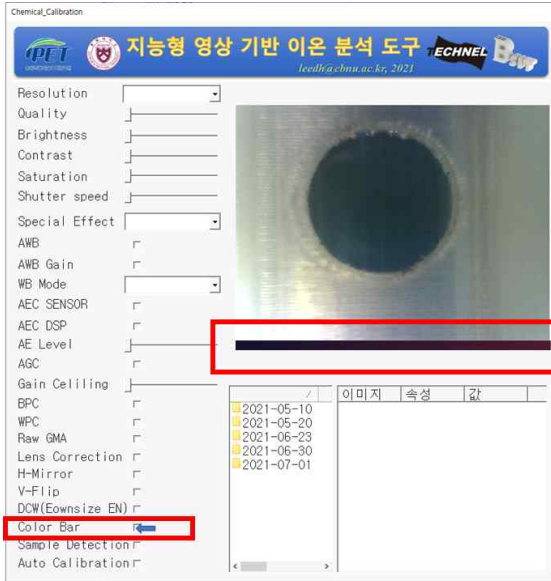 Chemical_Calibration
iPET
지능형 영상 기반 이온 분석 도구
TECHNEL
leedh@cbnu.ac.kr, 2021
Resolution
Quality
Brightness
Contrast
Saturation
Shutter speed
Special Effect
AWB
AWB Gain
WB Mode
AEC SENSOR
AEC DSP
AE Level
AGC
Gain Celiling
BPC
WPC
Raw GMA
Lens Correction
H-Mirror
V-Flip
DCW(Eownsize EN)
Color Bar
Sample Detection
Auto Calibration
이미지 속성 값
2021-05-10
2021-05-20
2021-06-23
2021-06-30
2021-07-01